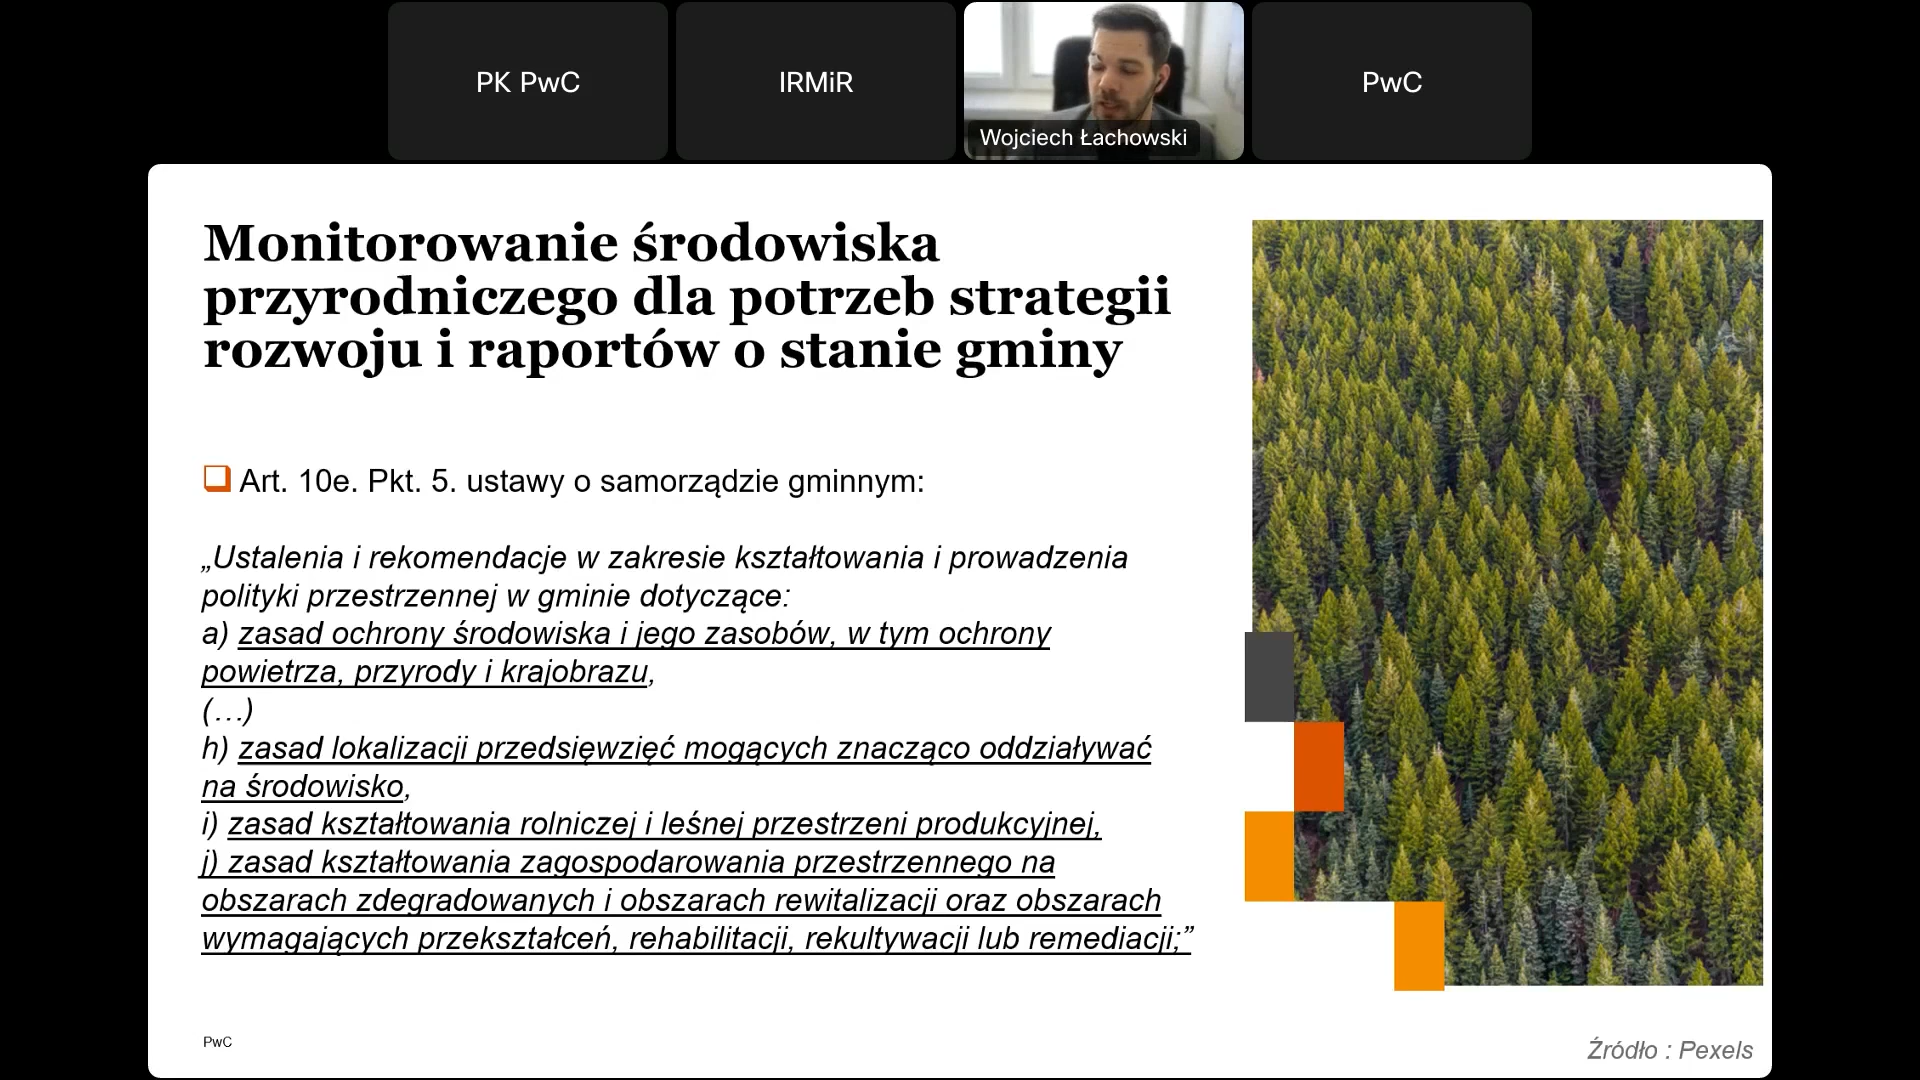 PK PwC
IRMiR
Wojciech Łachowski
PwC
Monitorowanie środowiska
przyrodniczego dla potrzeb strategii
rozwoju i raportów o stanie gminy
Art. 10e. Pkt. 5. ustawy o samorządzie gminnym:
„Ustalenia i rekomendacje w zakresie kształtowania i prowadzenia
polityki przestrzennej w gminie dotyczące:
a) zasad ochrony środowiska i jego zasobów, w tym ochrony
powietrza, przyrody i krajobrazu,
(…)
h) zasad lokalizacji przedsięwzięć mogących znacząco oddziaływać
na środowisko,
i) zasad kształtowania rolniczej i leśnej przestrzeni produkcyjnej,
j) zasad kształtowania zagospodarowania przestrzennego na
obszarach zdegradowanych i obszarach rewitalizacji oraz obszarach
wymagających przekształceń, rehabilitacji, rekultywacji lub remediacji;”
PwC
Źródło : Pexels